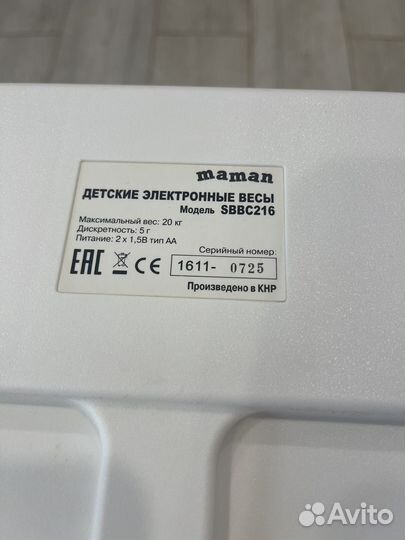 maman
ДЕТСКИЕ ЭЛЕКТРОННЫЕ ВЕСЫ
Модель SBBC216
Максимальный вес: 20 кг
Дискретность: 5 г
Питание: 2 x 1,5В тип АА
Серийный номер:
1611- 0725
EAC CE
Произведено в КНР
Avito